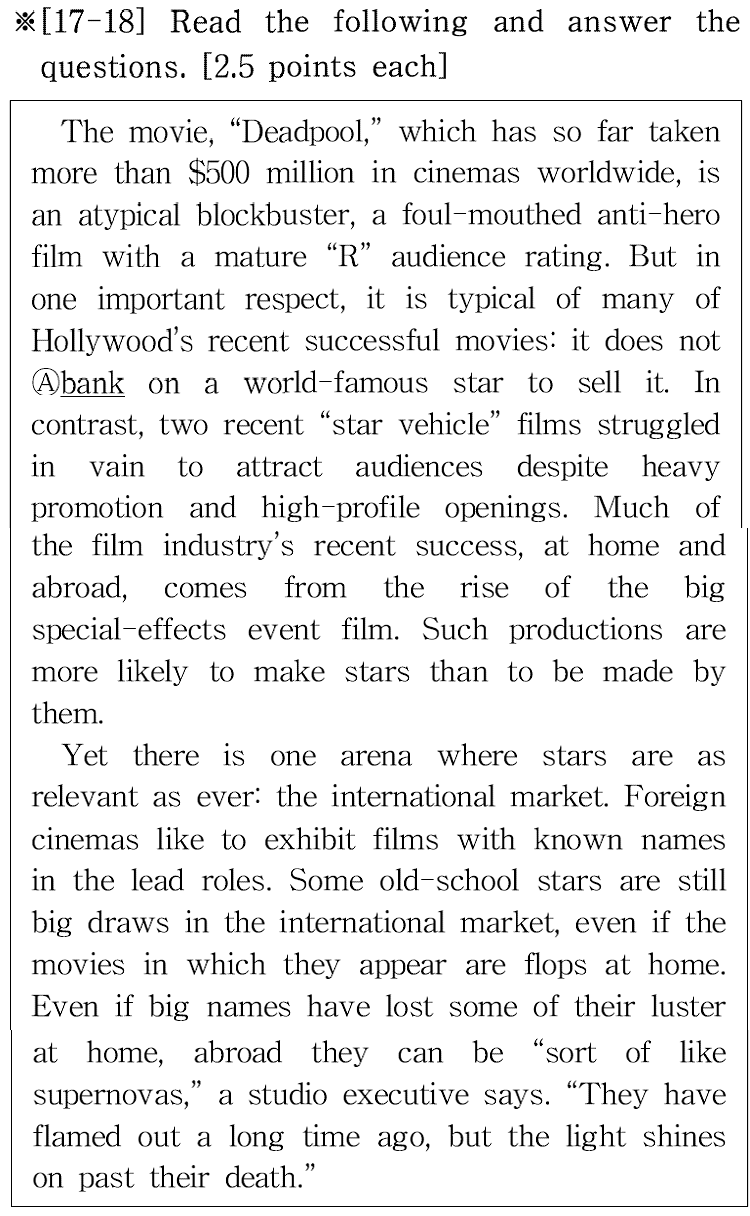 ※[17-18] Read the following and answer the
questions. [2.5 points each]
The movie, “Deadpool,” which has so far taken
more than $500 million in cinemas worldwide, is
an atypical blockbuster, a foul-mouthed anti-hero
film with a mature “R” audience rating. But in
one important respect, it is typical of many of
Hollywood’s recent successful movies: it does not
Ⓐbank on a world-famous star to sell it. In
contrast, two recent “star vehicle” films struggled
in vain to attract audiences despite heavy
promotion and high-profile openings. Much of
the film industry’s recent success, at home and
abroad, comes from the rise of the big
special-effects event film. Such productions are
more likely to make stars than to be made by
them.
Yet there is one arena where stars are as
relevant as ever: the international market. Foreign
cinemas like to exhibit films with known names
in the lead roles. Some old-school stars are still
big draws in the international market, even if the
movies in which they appear are flops at home.
Even if big names have lost some of their luster
at home, abroad they can be “sort of like
supernovas,” a studio executive says. “They have
flamed out a long time ago, but the light shines
on past their death.”